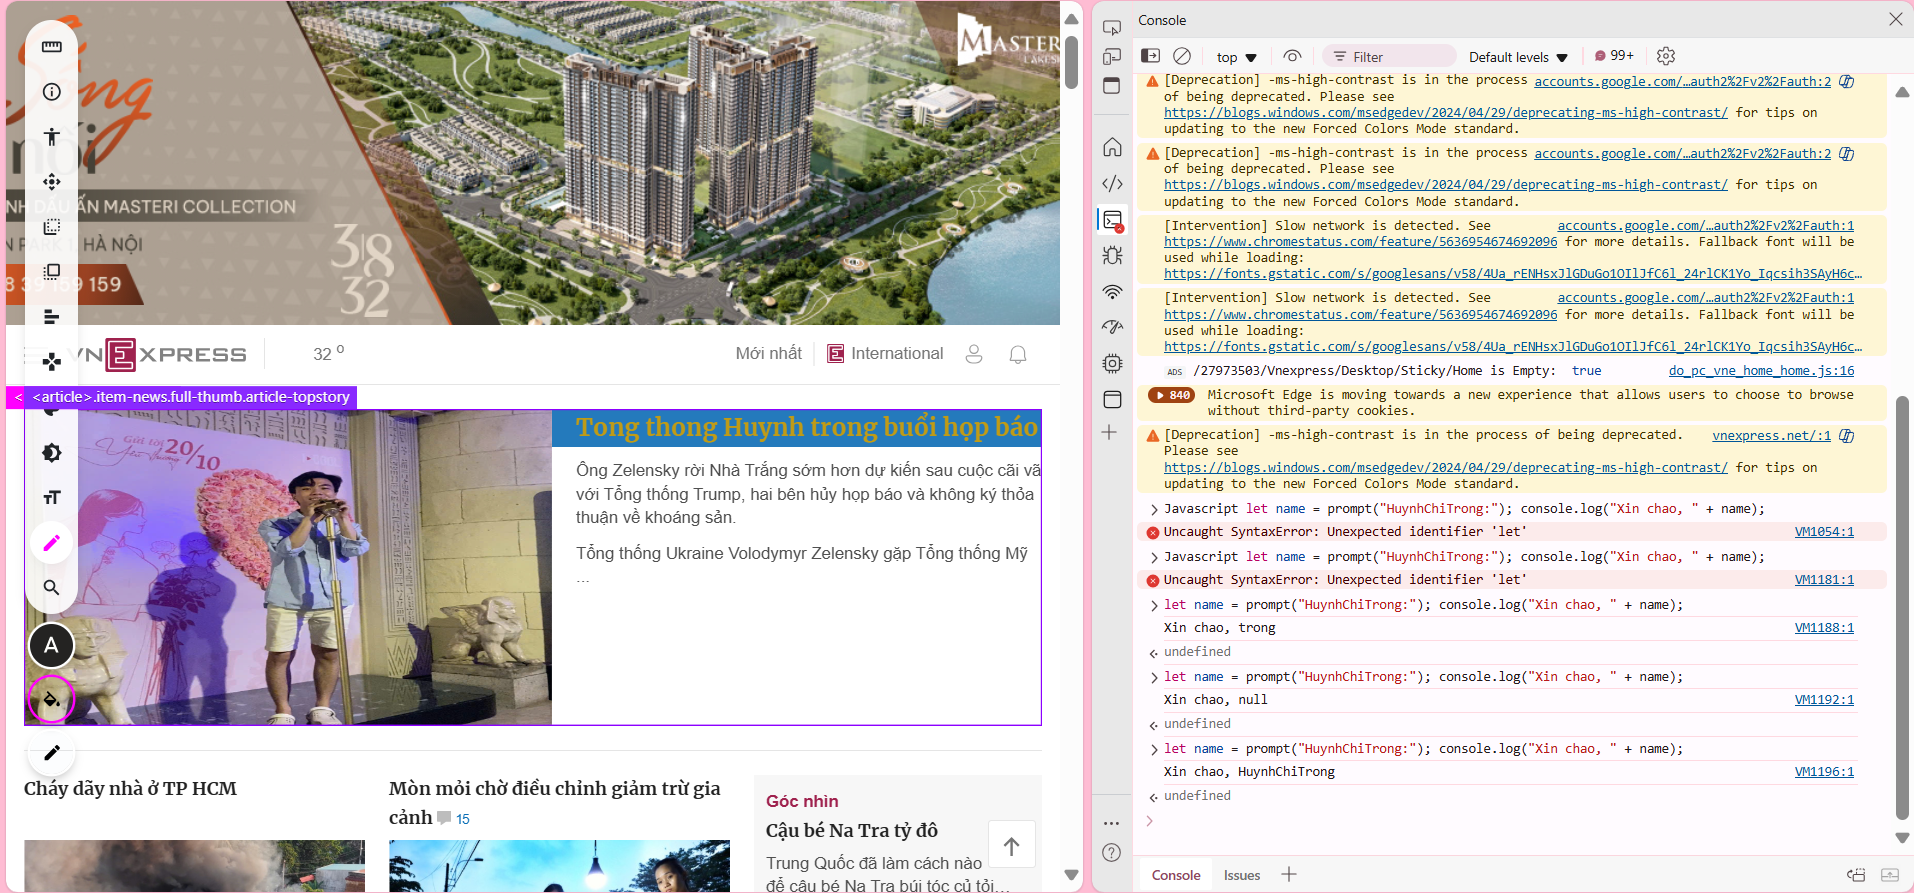 Sống
nối
NH DẤU ẤN MASTERI COLLECTION
N PARK 1, HÀ NỘI
8 39 159 159
38
32
MASTER
LAKES
VNEXPRESS
32 o
Mới nhất
E International
< <article>.item-news.full-thumb.article-topstory
Gửi tới
20/10
Yêu thương
Tong thong Huynh trong buổi họp báo
Ông Zelensky rời Nhà Trắng sớm hơn dự kiến sau cuộc cãi vã
với Tổng thống Trump, hai bên hủy họp báo và không ký thỏa
thuận về khoáng sản.
Tổng thống Ukraine Volodymyr Zelensky gặp Tổng thống Mỹ
...
A
Cháy dãy nhà ở TP HCM
Mòn mỏi chờ điều chỉnh giảm trừ gia
cảnh 15
Góc nhìn
Cậu bé Na Tra tỷ đô
Trung Quốc đã làm cách nào
để cậu bé Na Tra búi tóc củ tỏi...
Console
top
Filter
Default levels
99+
[Deprecation] -ms-high-contrast is in the process accounts.google.com/…auth2%2Fv2%2Fauth:2
of being deprecated. Please see
https://blogs.windows.com/msedgedev/2024/04/29/deprecating-ms-high-contrast/ for tips on
updating to the new Forced Colors Mode standard.
[Deprecation] -ms-high-contrast is in the process accounts.google.com/…auth2%2Fv2%2Fauth:2
of being deprecated. Please see
https://blogs.windows.com/msedgedev/2024/04/29/deprecating-ms-high-contrast/ for tips on
updating to the new Forced Colors Mode standard.
[Intervention] Slow network is detected. See accounts.google.com/…auth2%2Fv2%2Fauth:1
https://www.chromestatus.com/feature/5636954674692096 for more details. Fallback font will be
used while loading:
https://fonts.gstatic.com/s/googlesans/v58/4Ua_rENHsxJlGDuGo1OIlJfC6l_24rlCK1Yo_Iqcsih3SAyH6c…
[Intervention] Slow network is detected. See accounts.google.com/…auth2%2Fv2%2Fauth:1
https://www.chromestatus.com/feature/5636954674692096 for more details. Fallback font will be
used while loading:
https://fonts.gstatic.com/s/googlesans/v58/4Ua_rENHsxJlGDuGo1OIlJfC6l_24rlCK1Yo_Iqcsih3SAyH6c…
ADS /27973503/Vnexpress/Desktop/Sticky/Home is Empty: true do_pc_vne_home_home.js:16
840 Microsoft Edge is moving towards a new experience that allows users to choose to browse
without third-party cookies.
[Deprecation] -ms-high-contrast is in the process of being deprecated. vnexpress.net/:1
Please see
https://blogs.windows.com/msedgedev/2024/04/29/deprecating-ms-high-contrast/ for tips on
updating to the new Forced Colors Mode standard.
Javascript let name = prompt("HuynhChiTrong:"); console.log("Xin chao, " + name);
Uncaught SyntaxError: Unexpected identifier 'let' VM1054:1
Javascript let name = prompt("HuynhChiTrong:"); console.log("Xin chao, " + name);
Uncaught SyntaxError: Unexpected identifier 'let' VM1181:1
let name = prompt("HuynhChiTrong:"); console.log("Xin chao, " + name);
Xin chao, trong VM1188:1
undefined
let name = prompt("HuynhChiTrong:"); console.log("Xin chao, " + name);
Xin chao, null VM1192:1
undefined
let name = prompt("HuynhChiTrong:"); console.log("Xin chao, " + name);
Xin chao, HuynhChiTrong VM1196:1
undefined
Console Issues